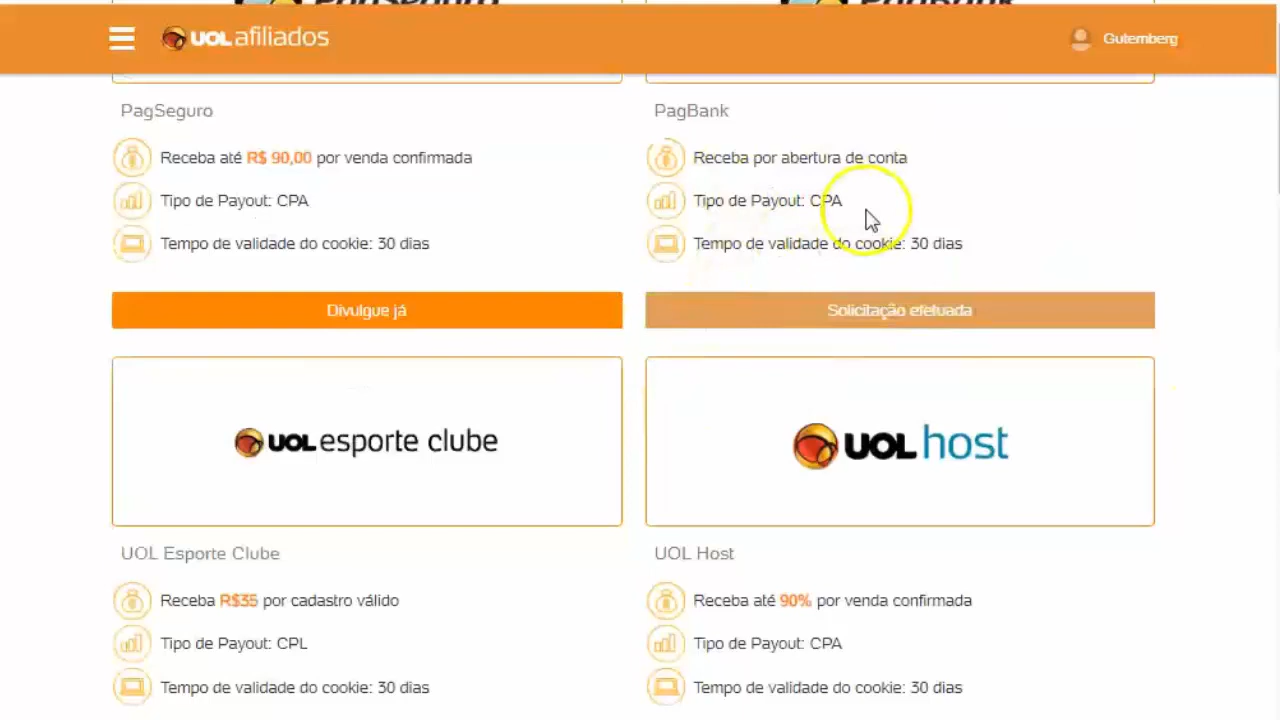 PagSeguro
PagBank
UOL afiliados
Gutemberg
PagSeguro
Receba até R$ 90,00 por venda confirmada
Tipo de Payout: CPA
Tempo de validade do cookie: 30 dias
Divulgue já
PagBank
Receba por abertura de conta
Tipo de Payout: CPA
Tempo de validade do cookie: 30 dias
Solicitação efetuada
UOL esporte clube
UOL Esporte Clube
Receba R$35 por cadastro válido
Tipo de Payout: CPL
Tempo de validade do cookie: 30 dias
UOL host
UOL Host
Receba até 90% por venda confirmada
Tipo de Payout: CPA
Tempo de validade do cookie: 30 dias